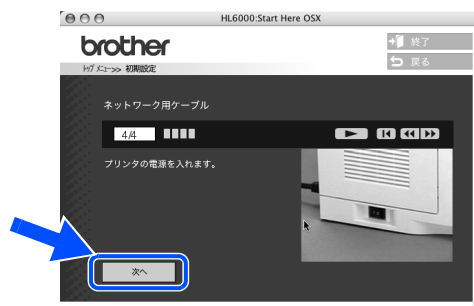 HL6000:Start Here OSX
brother
終了
戻る
トップ メニュー>> 初期設定
ネットワーク用ケーブル
4/4
プリンタの電源を入れます。
次へ